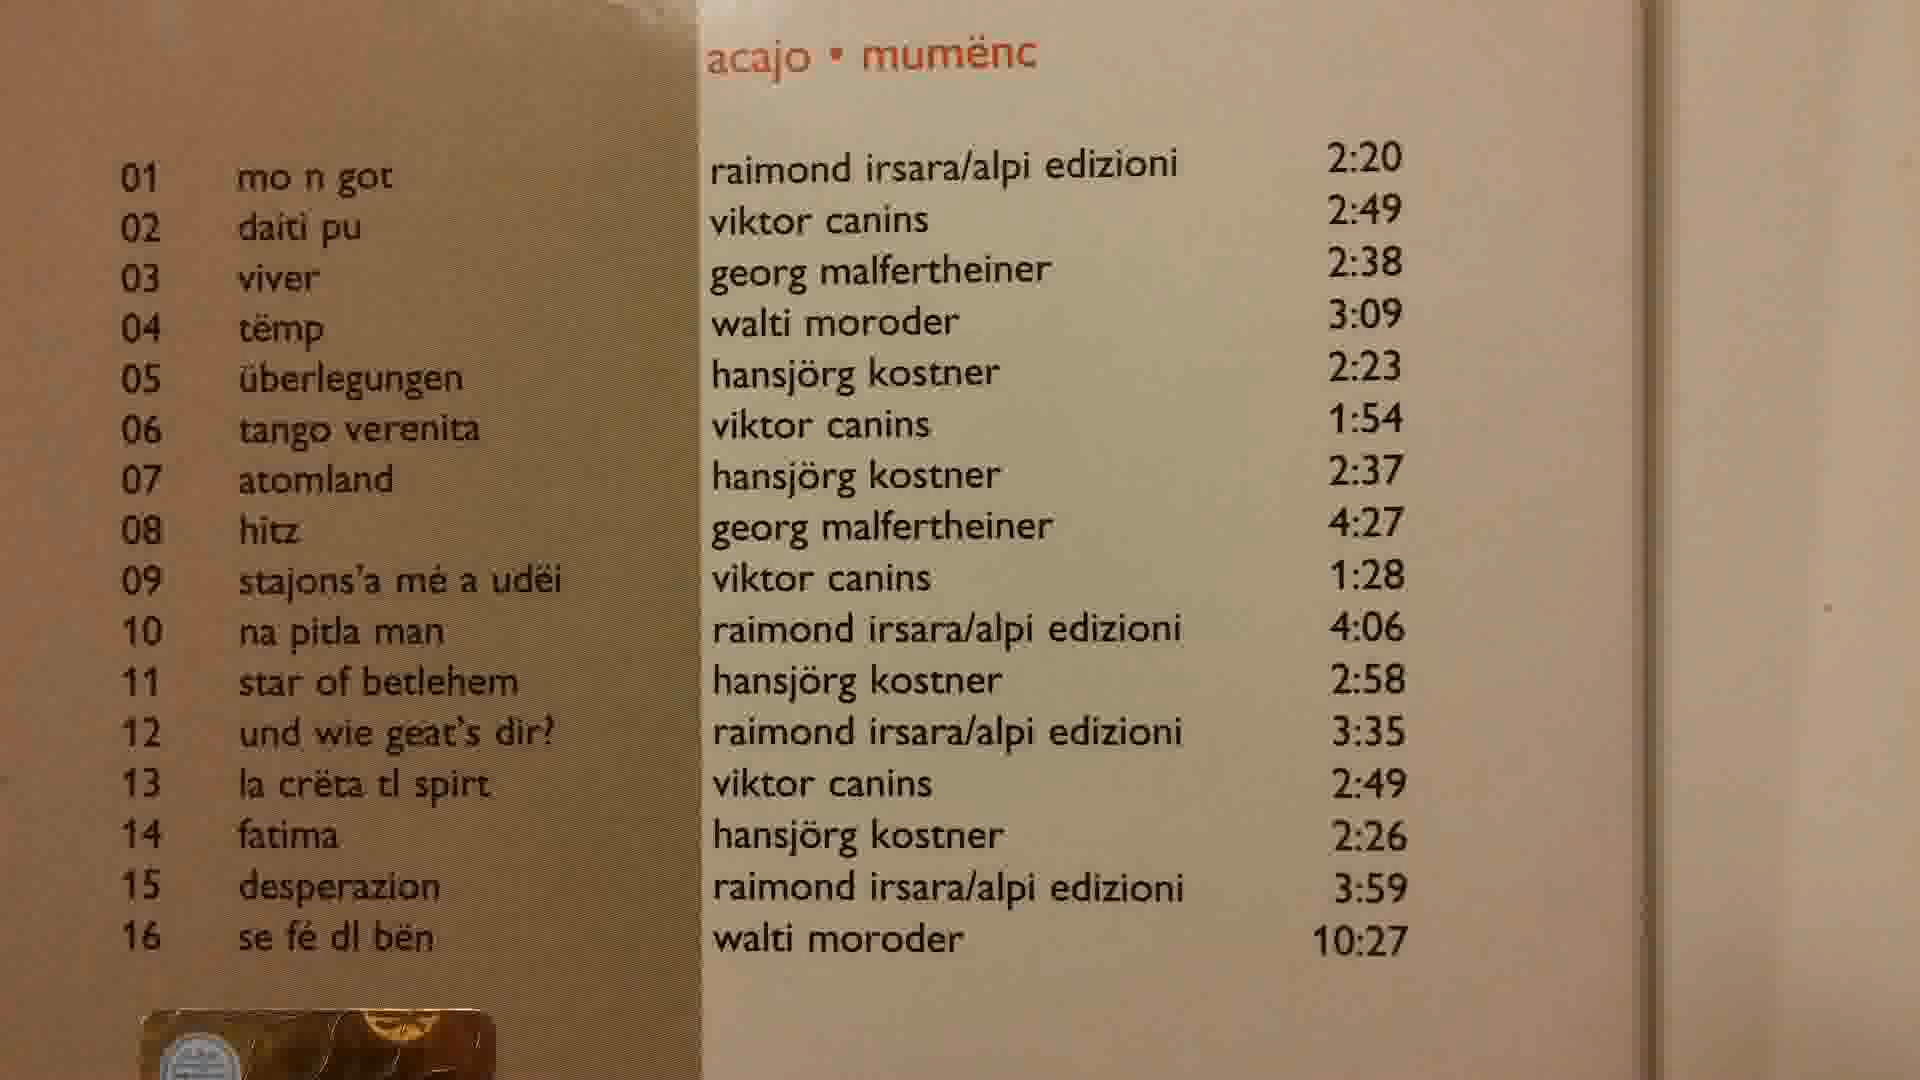 acajo • mumënc
01 mo n got raimond irsara/alpi edizioni 2:20
02 daiti pu viktor canins 2:49
03 viver georg malfertheiner 2:38
04 tëmp walti moroder 3:09
05 überlegungen hansjörg kostner 2:23
06 tango verenita viktor canins 1:54
07 atomland hansjörg kostner 2:37
08 hitz georg malfertheiner 4:27
09 stajons'a mé a udëi viktor canins 1:28
10 na pitla man raimond irsara/alpi edizioni 4:06
11 star of betlehem hansjörg kostner 2:58
12 und wie geat's dir? raimond irsara/alpi edizioni 3:35
13 la crëta tl spirt viktor canins 2:49
14 fatima hansjörg kostner 2:26
15 desperazion raimond irsara/alpi edizioni 3:59
16 se fé dl bën walti moroder 10:27